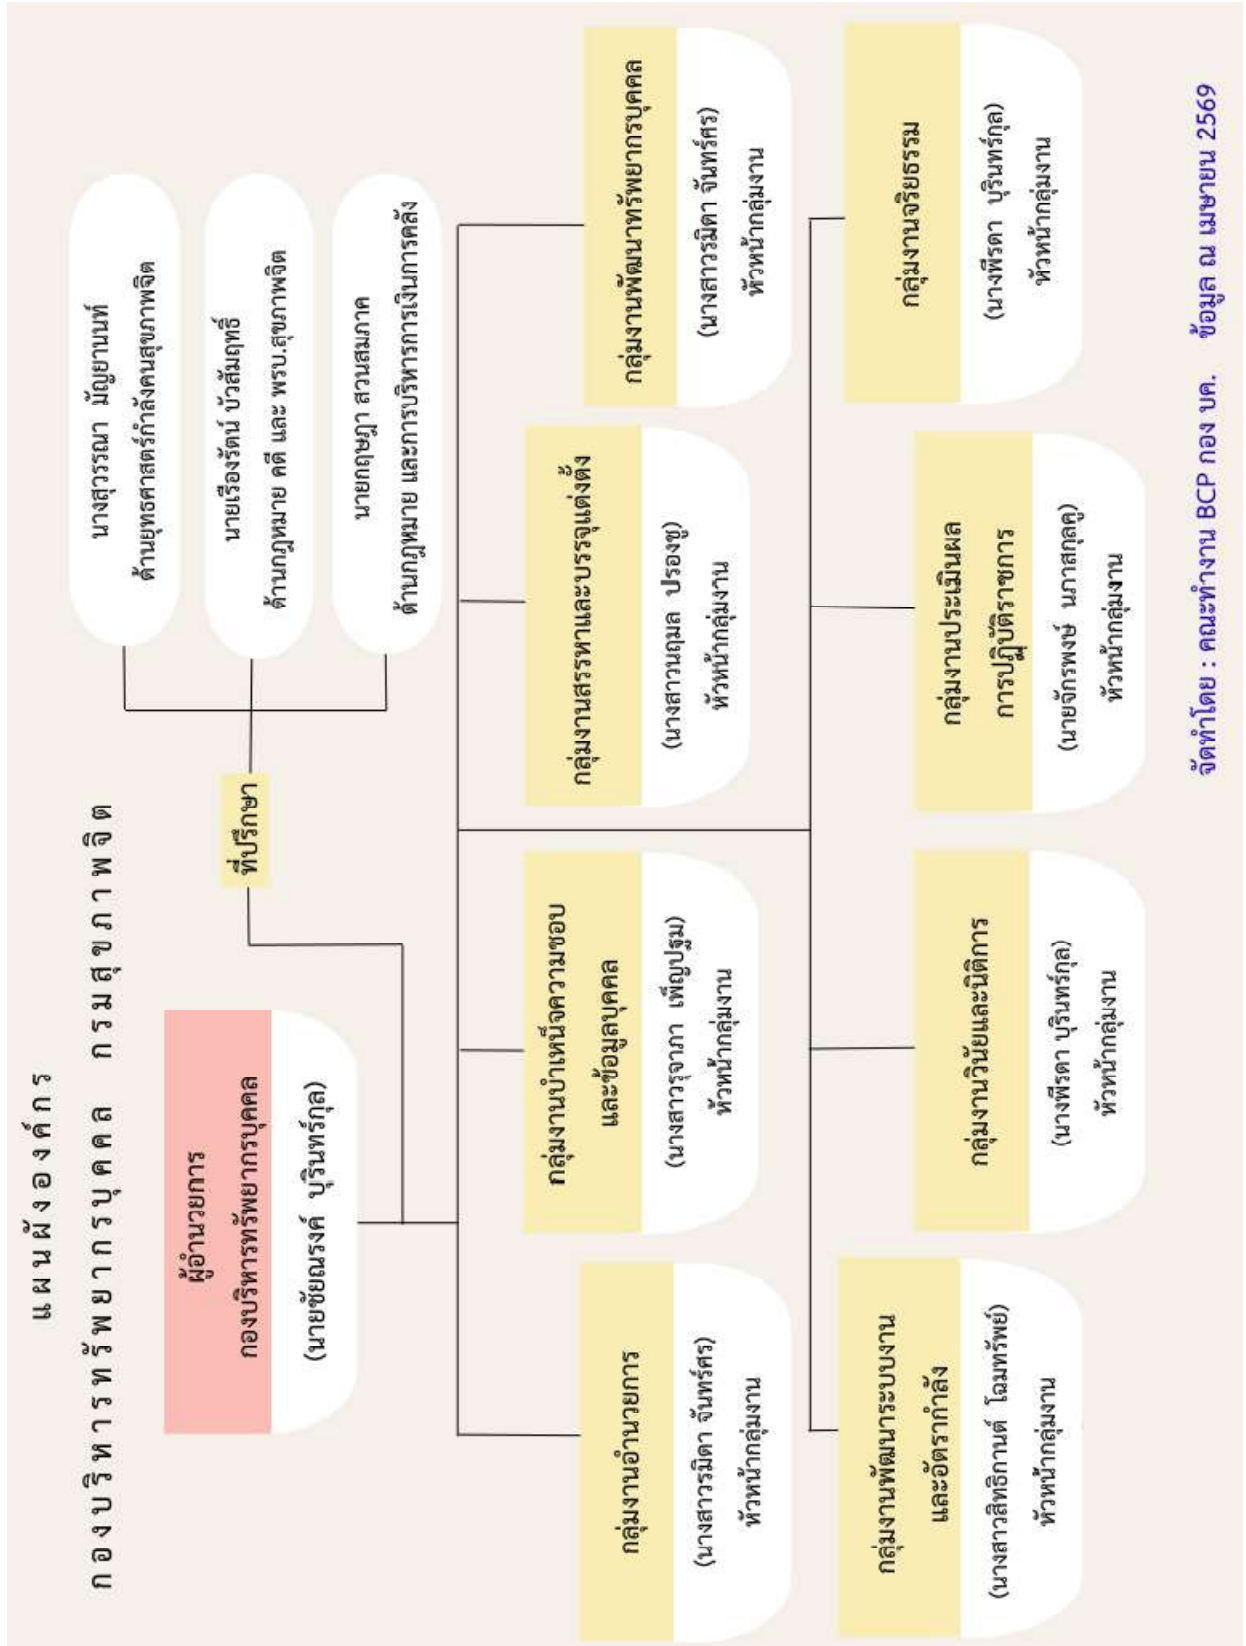 แผนผังองค์กร
กองบริหารทรัพยากรบุคคล กรมสุขภาพจิต
ผู้อำนวยการ
กองบริหารทรัพยากรบุคคล
(นายชัยณรงค์ บุรินทร์กุล)
ที่ปรึกษา
นางสุวรรณา มัญยานนท์
ด้านยุทธศาสตร์กำลังคนสุขภาพจิต
นายเรืองรัตน์ บัวสัมฤทธิ์
ด้านกฎหมาย คดี และ พรบ.สุขภาพจิต
นายกฤษฎา สวนสมภาค
ด้านกฎหมาย และการบริหารการเงินการคลัง
กลุ่มงานอำนวยการ
(นางสาวรมิดา จันทร์ศร)
หัวหน้ากลุ่มงาน
กลุ่มงานบำเหน็จความชอบ
และข้อมูลบุคคล
(นางสาวรุจาภา เพ็ญปฐม)
หัวหน้ากลุ่มงาน
กลุ่มงานสรรหาและบรรจุแต่งตั้ง
(นางสาวนฤมล ปรองชู)
หัวหน้ากลุ่มงาน
กลุ่มงานพัฒนาทรัพยากรบุคคล
(นางสาวรมิดา จันทร์ศร)
หัวหน้ากลุ่มงาน
กลุ่มงานพัฒนาระบบงาน
และอัตรากำลัง
(นางสาวสิทธิกานต์ โฉมทรัพย์)
หัวหน้ากลุ่มงาน
กลุ่มงานวินัยและนิติการ
(นางพีรดา บุรินทร์กุล)
หัวหน้ากลุ่มงาน
กลุ่มงานประเมินผล
การปฏิบัติราชการ
(นายจักรพงษ์ นภาสกุลคู)
หัวหน้ากลุ่มงาน
กลุ่มงานจริยธรรม
(นางพีรดา บุรินทร์กุล)
หัวหน้ากลุ่มงาน
จัดทำโดย : คณะทำงาน BCP กอง บค. ข้อมูล ณ เมษายน 2569